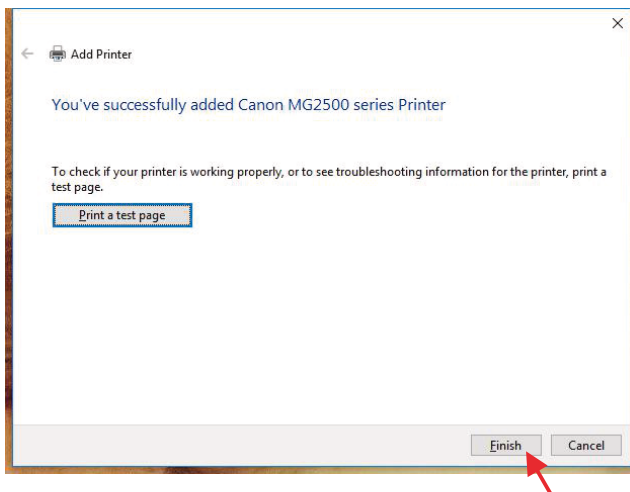 Add Printer
You've successfully added Canon MG2500 series Printer
To check if your printer is working properly, or to see troubleshooting information for the printer, print a
test page.
Print a test page
Finish
Cancel